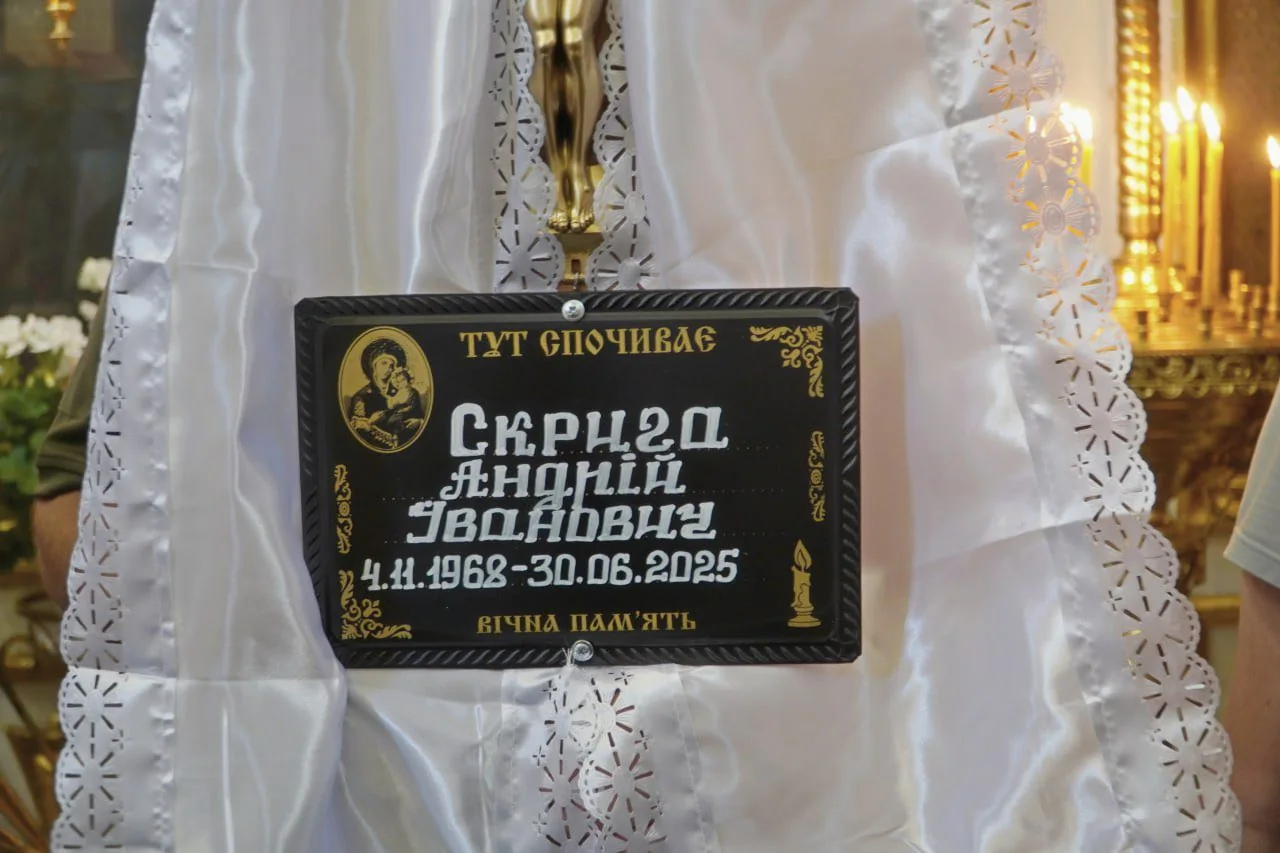 ТУТ СПОЧИВАЄ
Скрига
Андрій
Іванович
4.11.1968-30.06.2025
ВІЧНА ПАМ'ЯТЬ